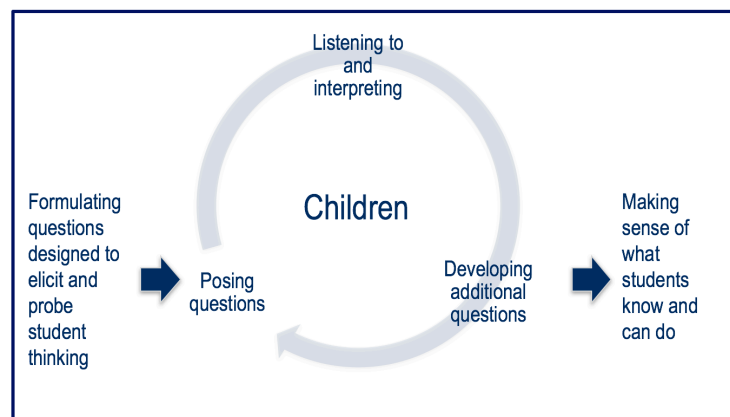 Listening to
and
interpreting
Children
Formulating
questions
designed to
elicit and
probe
student
thinking
Posing
questions
Developing
additional
questions
Making
sense of
what
students
know and
can do